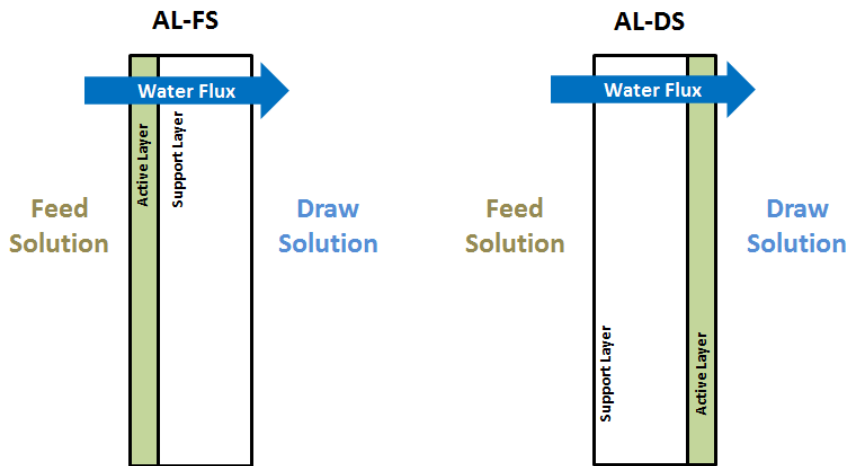 AL-FS
Water Flux
Active Layer
Support Layer
Feed
Solution
Draw
Solution
AL-DS
Water Flux
Feed
Solution
Support Layer
Active Layer
Draw
Solution